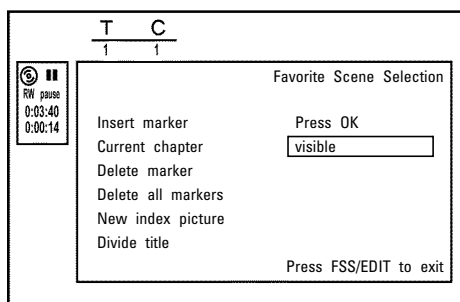 T C
1 1
RW pause
0:03:40
0:00:14
Favorite Scene Selection
Insert marker Press OK
Current chapter visible
Delete marker
Delete all markers
New index picture
Divide title
Press FSS/EDIT to exit